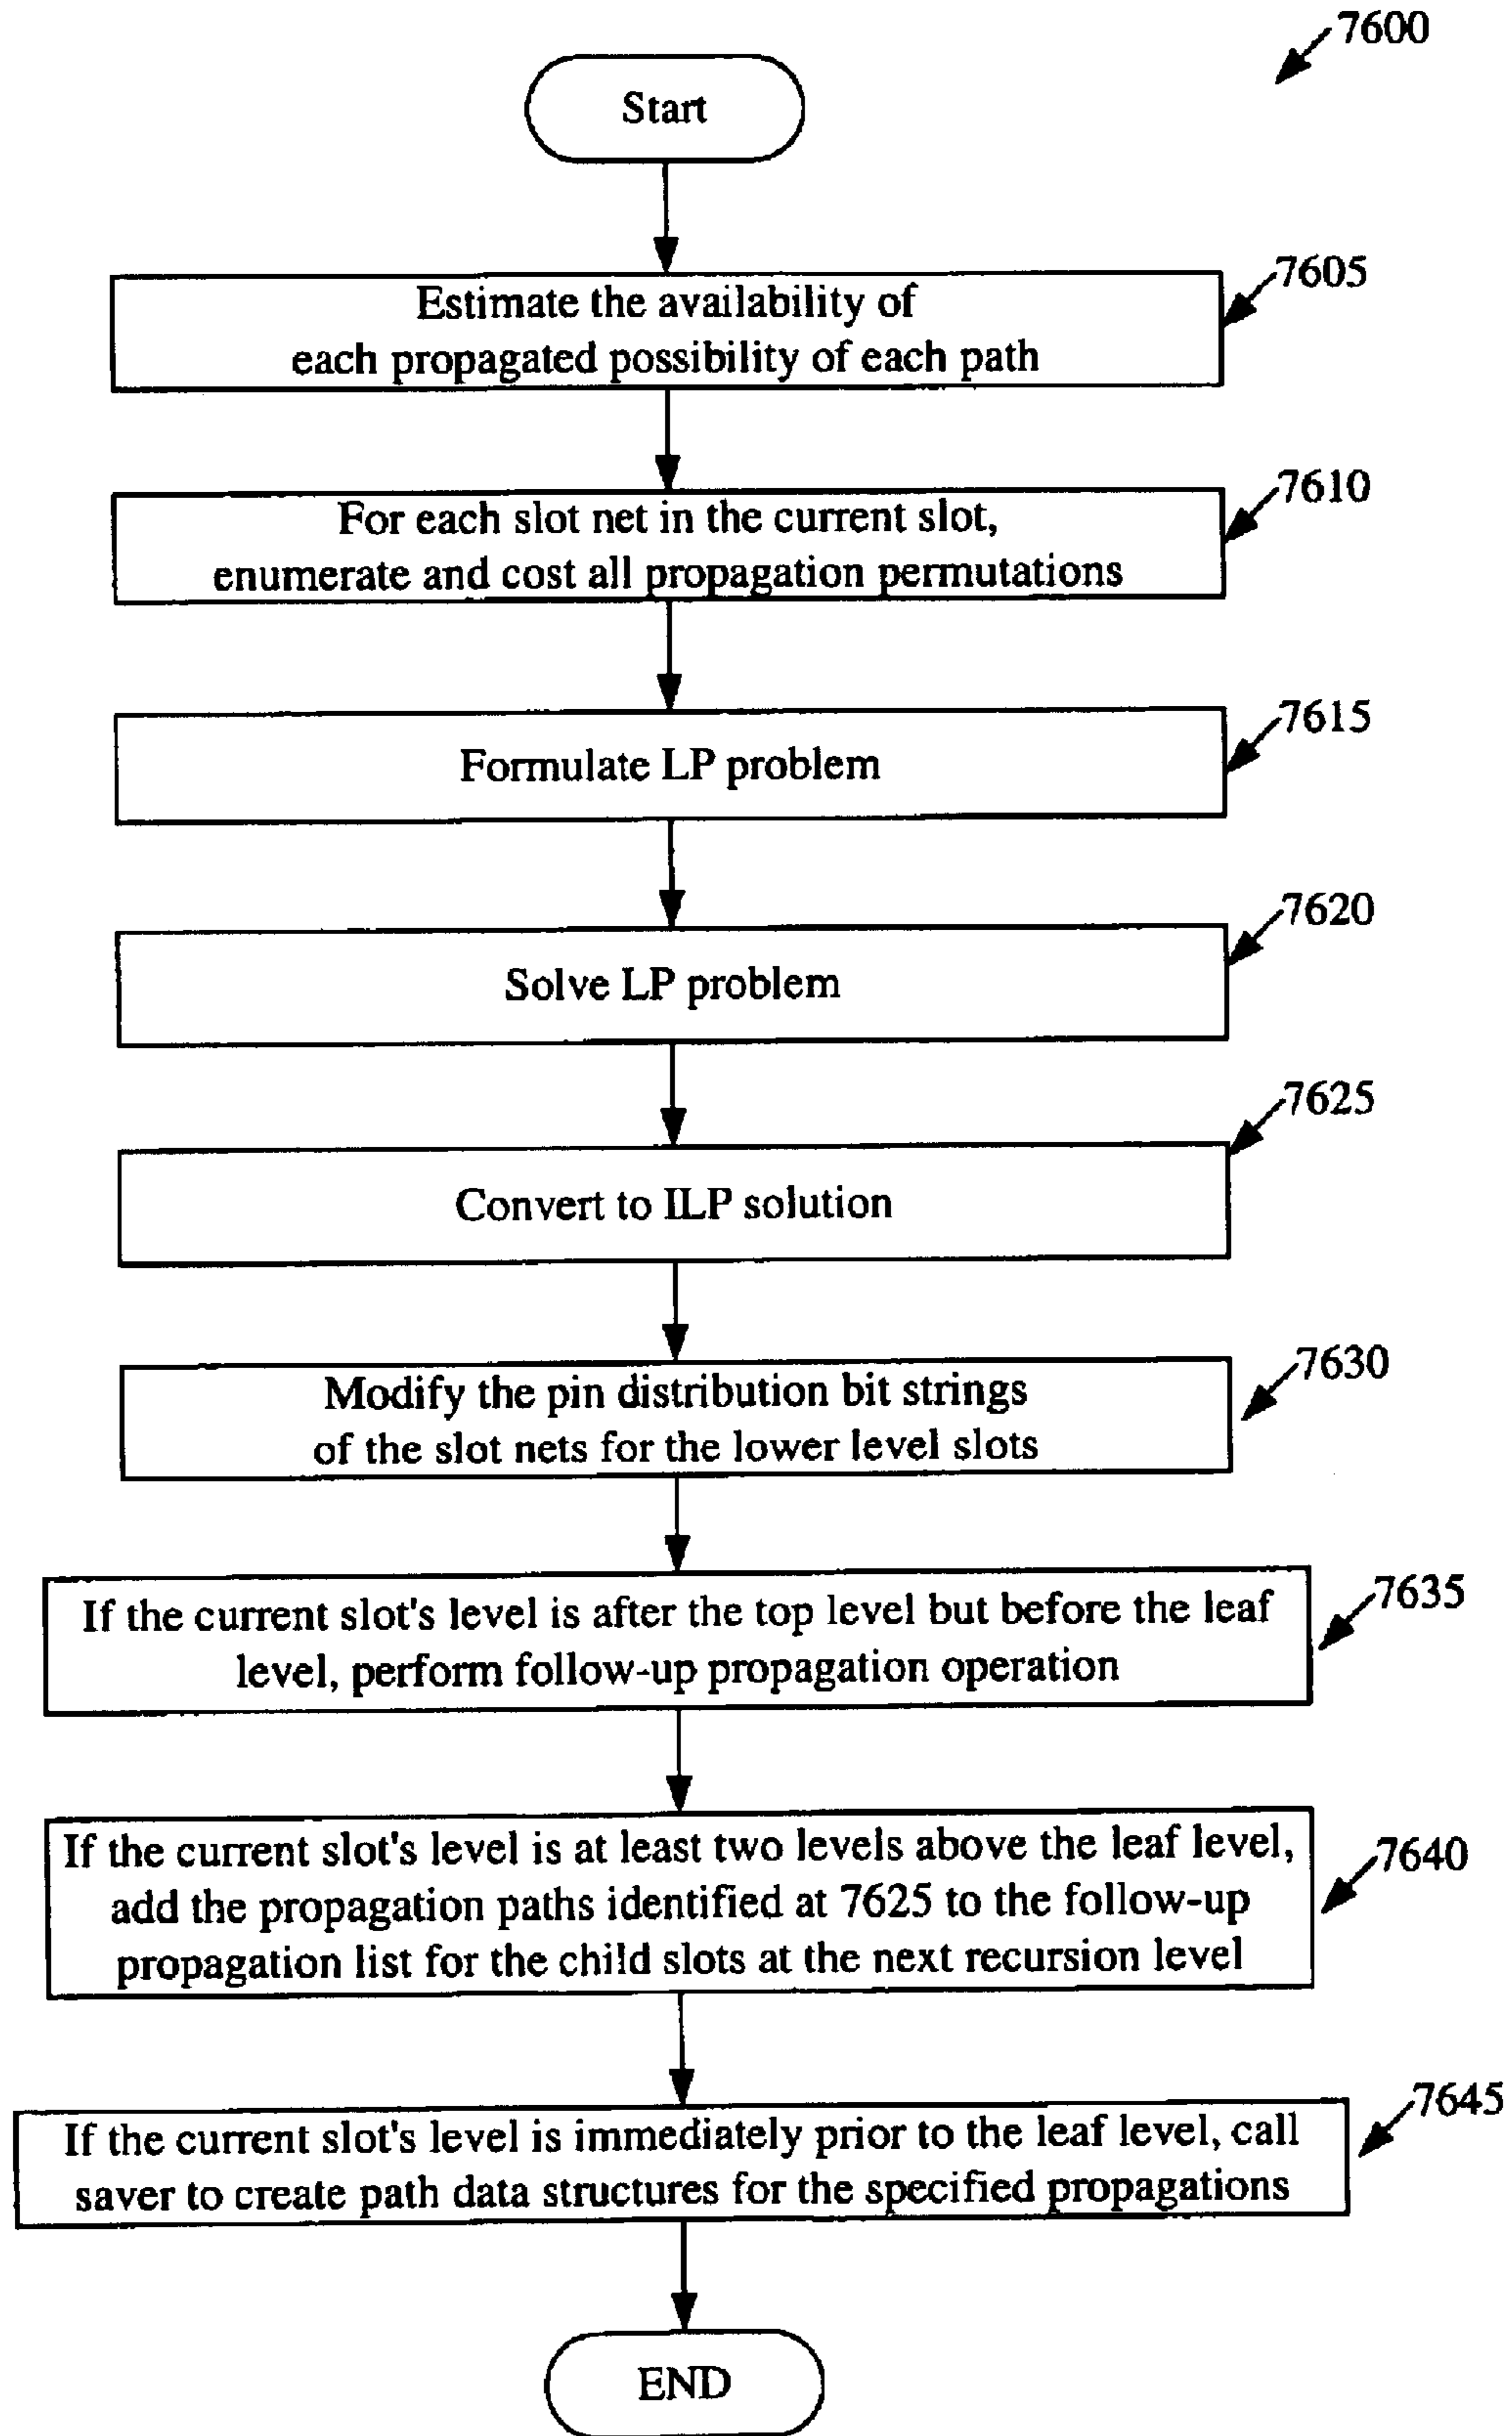 7600
Start
7605
Estimate the availability of
each propagated possibility of each path
7610
For each slot net in the current slot,
enumerate and cost all propagation permutations
7615
Formulate LP problem
7620
Solve LP problem
7625
Convert to ILP solution
7630
Modify the pin distribution bit strings
of the slot nets for the lower level slots
7635
If the current slot's level is after the top level but before the leaf
level, perform follow-up propagation operation
7640
If the current slot's level is at least two levels above the leaf level,
add the propagation paths identified at 7625 to the follow-up
propagation list for the child slots at the next recursion level
7645
If the current slot's level is immediately prior to the leaf level, call
saver to create path data structures for the specified propagations
END